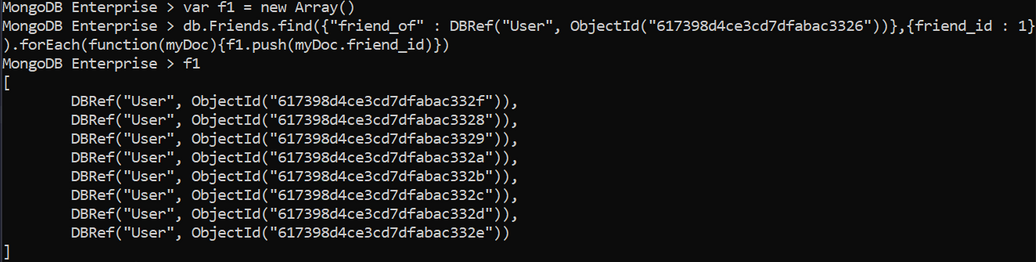 MongoDB Enterprise > var f1 = new Array()
MongoDB Enterprise > db.Friends.find({"friend_of" : DBRef("User", ObjectId("617398d4ce3cd7dfabac3326"))},{friend_id : 1}
).forEach(function(myDoc){f1.push(myDoc.friend_id)})
MongoDB Enterprise > f1
[
        DBRef("User", ObjectId("617398d4ce3cd7dfabac332f")),
        DBRef("User", ObjectId("617398d4ce3cd7dfabac3328")),
        DBRef("User", ObjectId("617398d4ce3cd7dfabac3329")),
        DBRef("User", ObjectId("617398d4ce3cd7dfabac332a")),
        DBRef("User", ObjectId("617398d4ce3cd7dfabac332b")),
        DBRef("User", ObjectId("617398d4ce3cd7dfabac332c")),
        DBRef("User", ObjectId("617398d4ce3cd7dfabac332d")),
        DBRef("User", ObjectId("617398d4ce3cd7dfabac332e"))
]